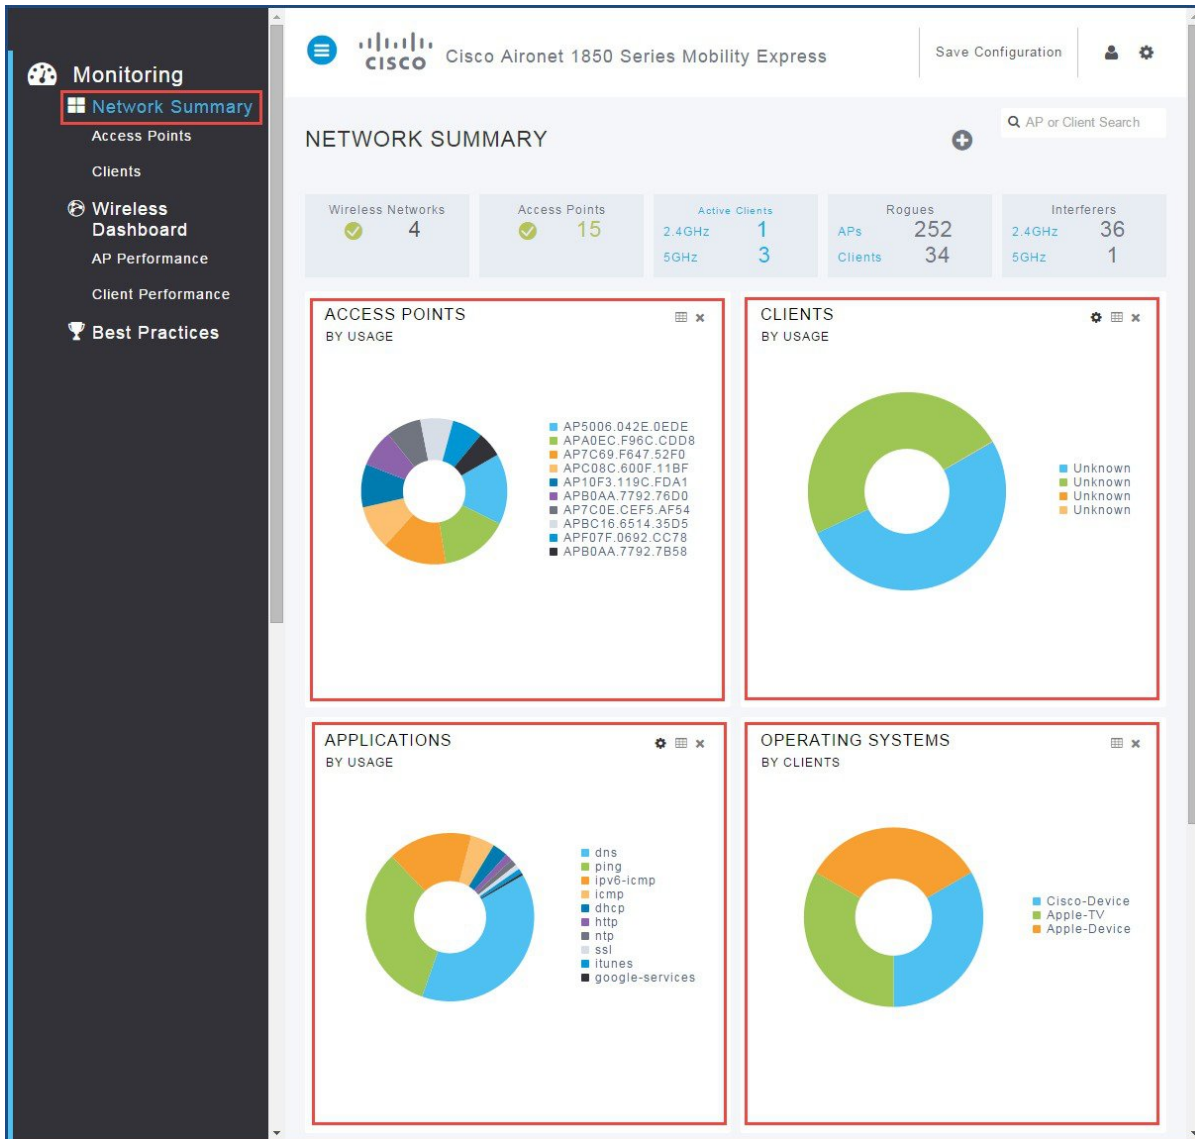 Monitoring
Network Summary
Access Points
Clients
Wireless
Dashboard
AP Performance
Client Performance
Best Practices
CISCO
Cisco Aironet 1850 Series Mobility Express
Save Configuration
NETWORK SUMMARY
AP or Client Search
Wireless Networks
4
Access Points
15
Active Clients
2.4GHz 1
5GHz 3
Rogues
APs 252
Clients 34
Interferers
2.4GHz 36
5GHz 1
ACCESS POINTS
BY USAGE
AP5006.042E.0EDE
APA0EC.F96C.CDD8
AP7C69.F647.52F0
APC08C.600F.11BF
AP10F3.119C.FDA1
APB0AA.7792.76D0
AP7C0E.CEF5.AF54
APBC16.6514.35D5
APF07F.0692.CC78
APB0AA.7792.7B58
CLIENTS
BY USAGE
Unknown
Unknown
Unknown
Unknown
APPLICATIONS
BY USAGE
dns
ping
ipv6-icmp
icmp
dhcp
http
ntp
ssl
itunes
google-services
OPERATING SYSTEMS
BY CLIENTS
Cisco-Device
Apple-TV
Apple-Device